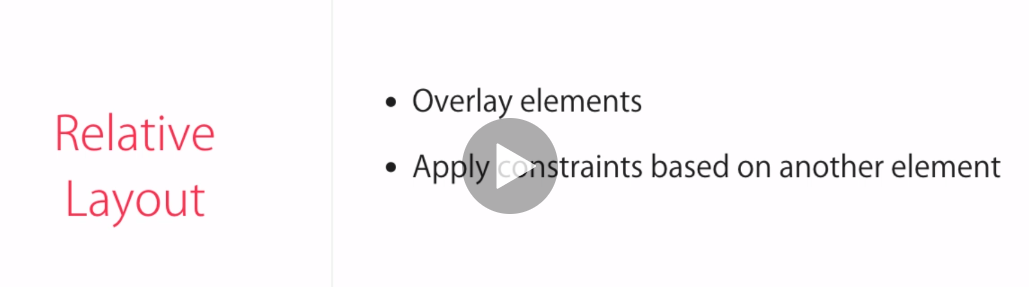 Relative
Layout
• Overlay elements
• Apply constraints based on another element